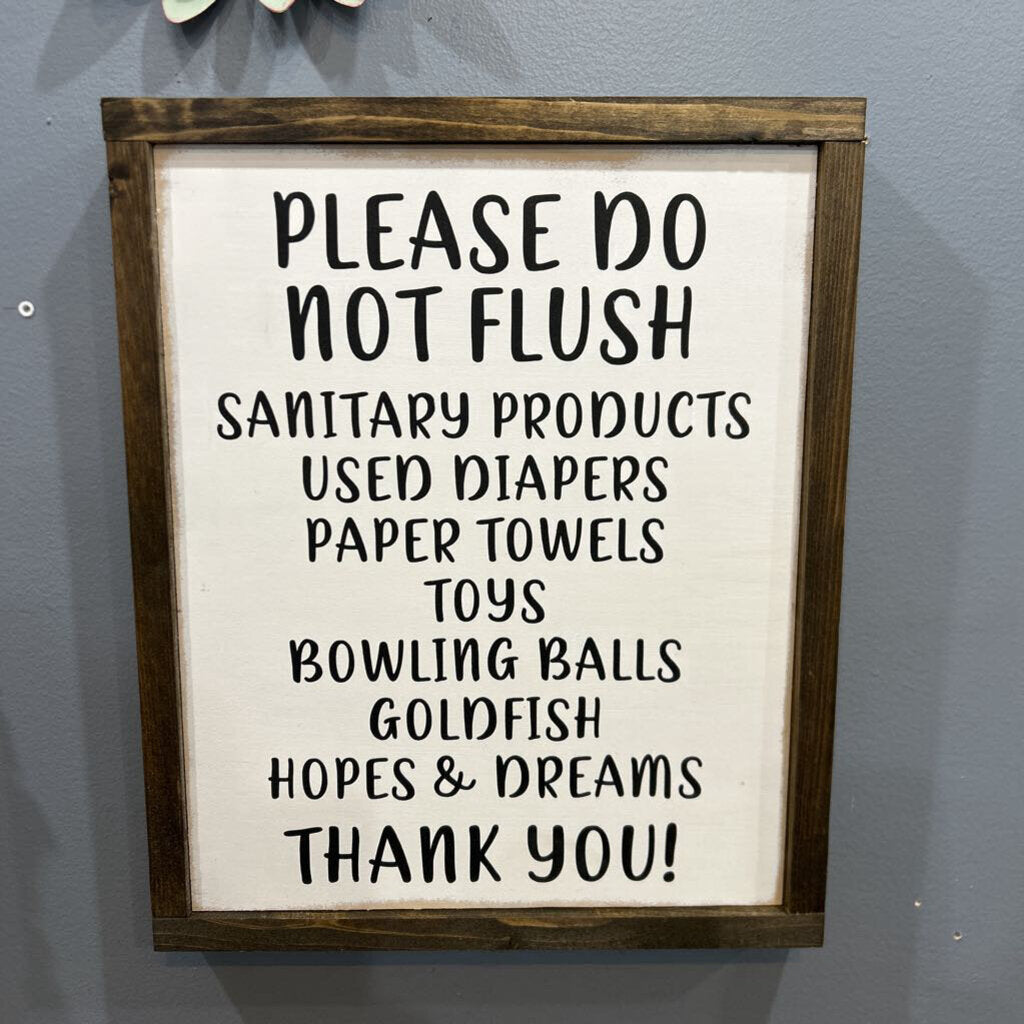 PLEASE DO
NOT FLUSH
SANITARY PRODUCTS
USED DIAPERS
PAPER TOWELS
TOYS
BOWLING BALLS
GOLDFISH
HOPES & DREAMS
THANK YOU!